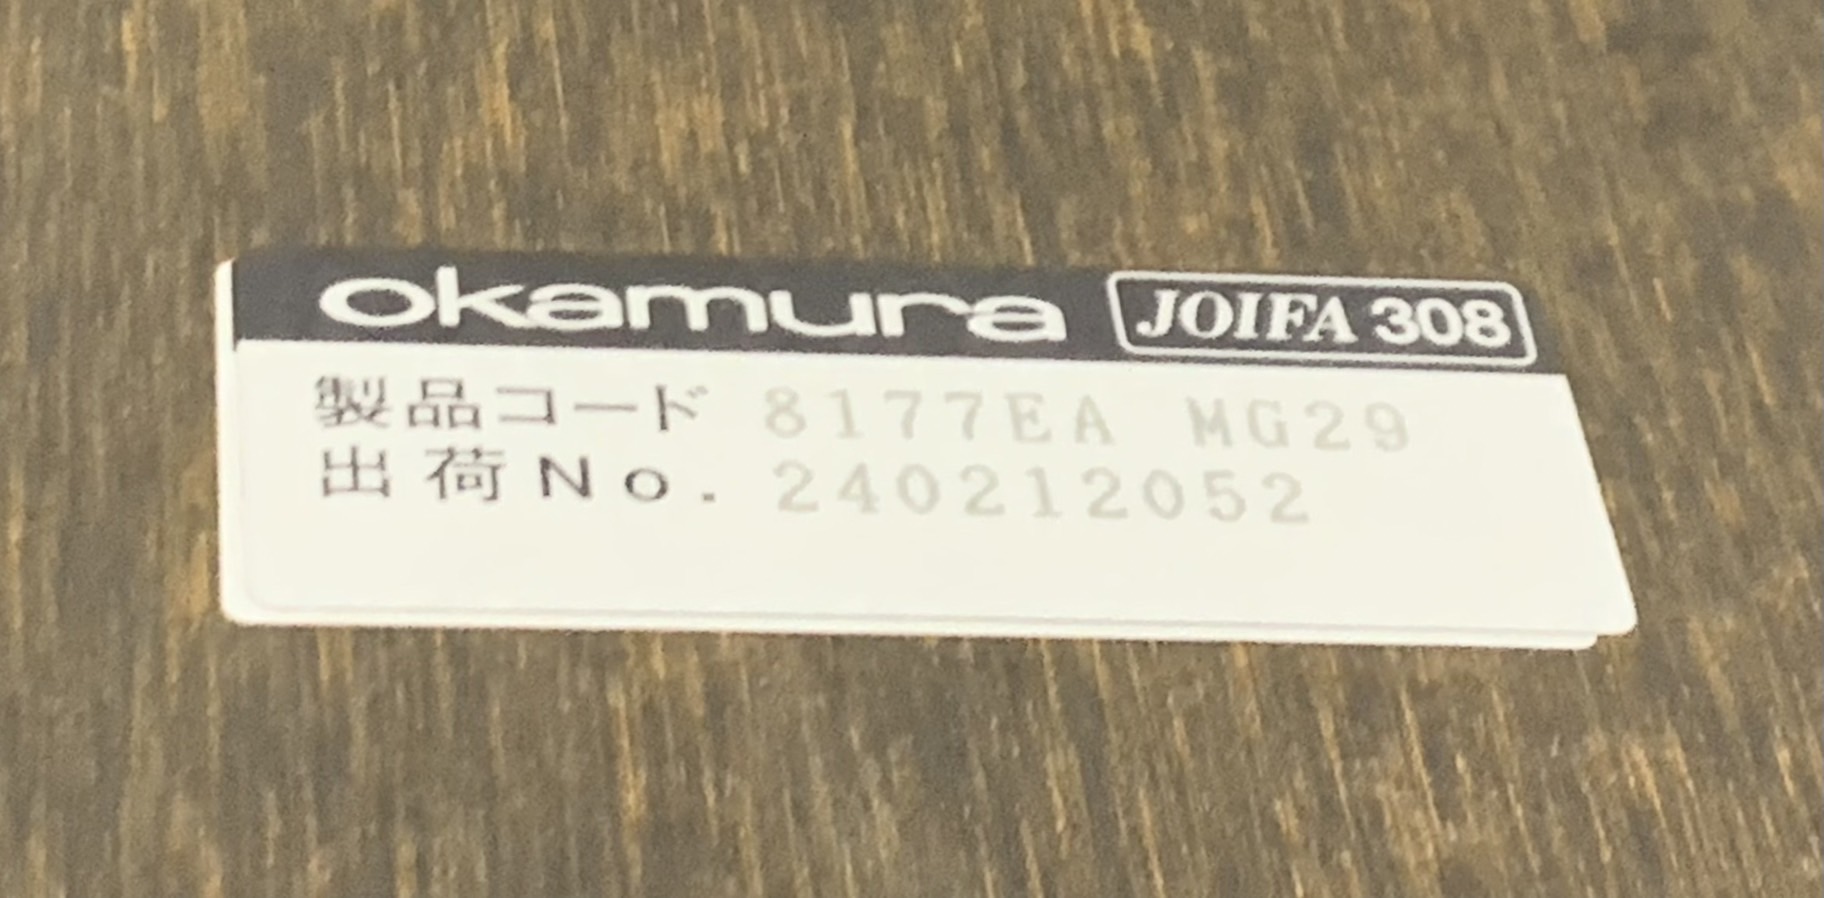 okamura JOIFA 308
製品コード 8177EA MG29
出荷No. 240212052